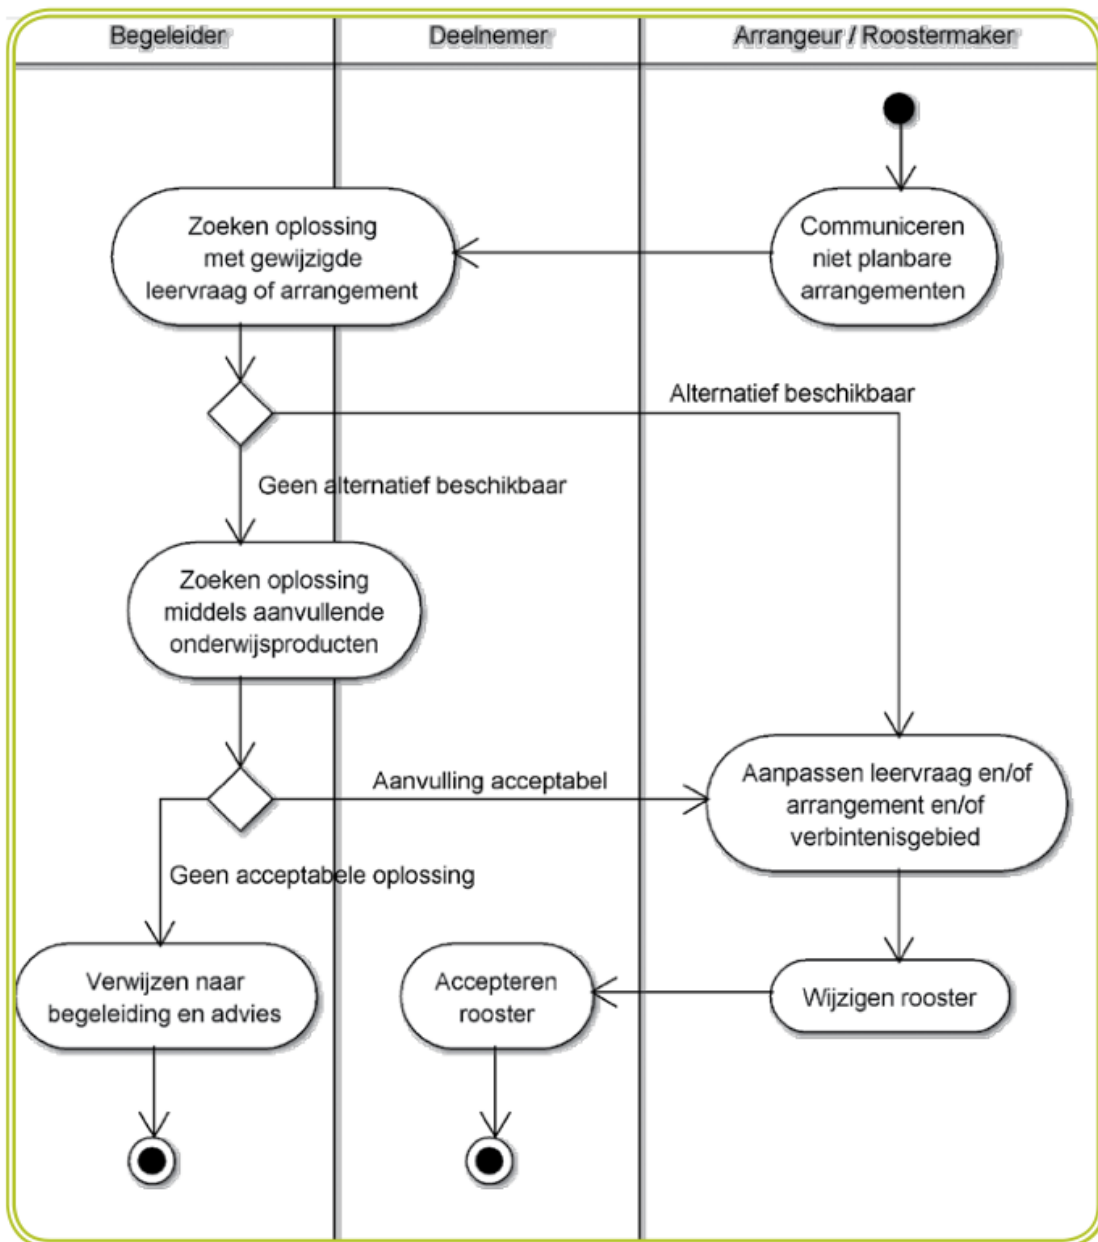 Begeleider
Deelnemer
Arrangeur / Roostermaker
Communiceren
niet planbare
arrangementen
Zoeken oplossing
met gewijzigde
leervraag of arrangement
Alternatief beschikbaar
Geen alternatief beschikbaar
Zoeken oplossing
middels aanvullende
onderwijsproducten
Aanvulling acceptabel
Aanpassen leervraag en/of
arrangement en/of
verbintenisgebied
Geen acceptabele oplossing
Verwijzen naar
begeleiding en advies
Accepteren
rooster
Wijzigen rooster